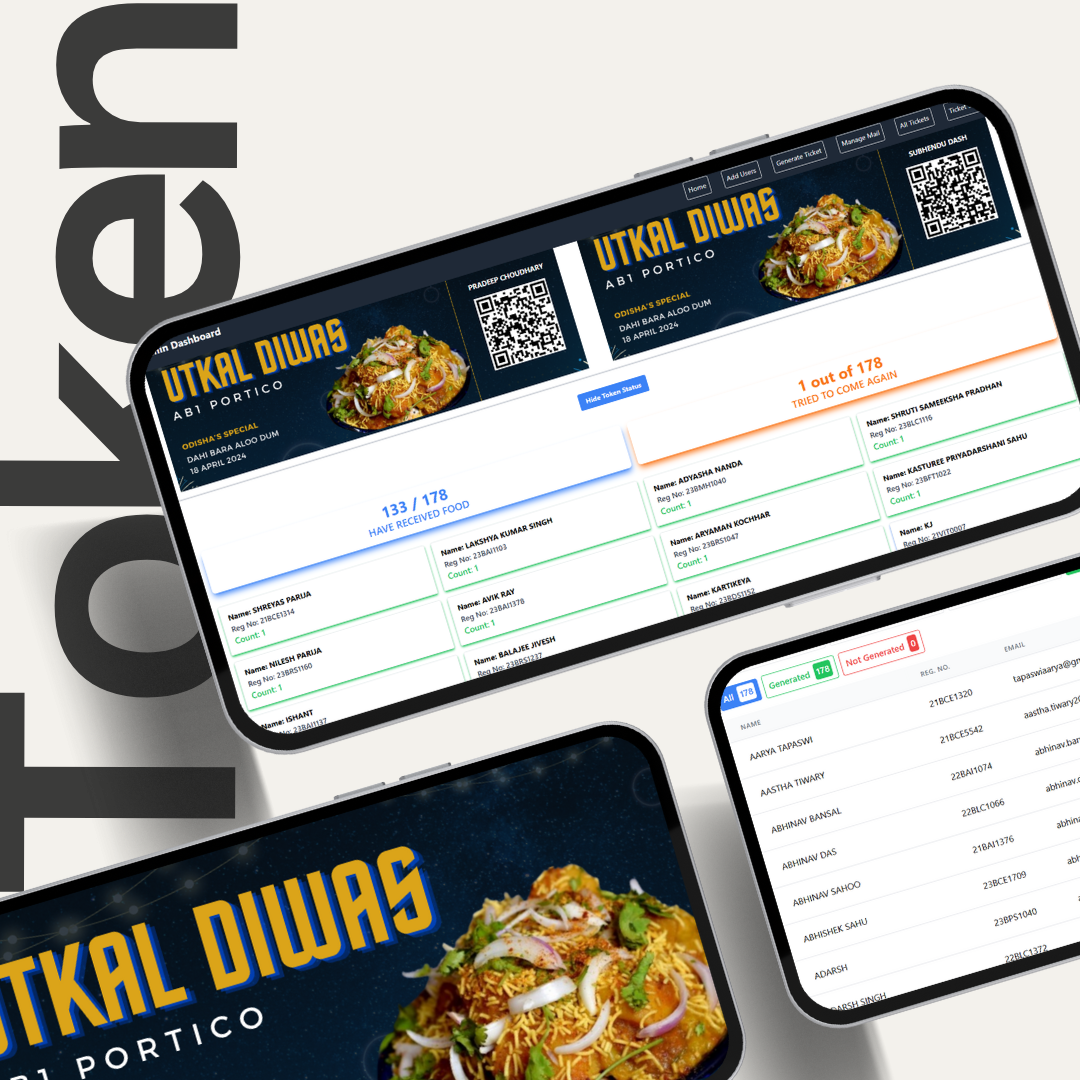 Token
Home
Add Users
Generate Ticket
Manage Mail
All Tickets
Ticket
Dashboard
UTKAL DIWAS
AB1 PORTICO
ODISHA'S SPECIAL
DAHI BARA ALOO DUM
18 APRIL 2024
PRADEEP CHOUDHARY
UTKAL DIWAS
AB1 PORTICO
ODISHA'S SPECIAL
DAHI BARA ALOO DUM
18 APRIL 2024
SUBHENDU DASH
Hide Token Status
133 / 178
HAVE RECEIVED FOOD
1 out of 178
TRIED TO COME AGAIN
Name: SHREYAS PARIJA
Reg No: 21BCE1314
Count: 1
Name: LAKSHYA KUMAR SINGH
Reg No: 23BAI1103
Count: 1
Name: ADYASHA NANDA
Reg No: 23BMH1040
Count: 1
Name: SHRUTI SAMEEKSHA PRADHAN
Reg No: 23BLC1116
Count: 1
Name: NILESH PARIJA
Reg No: 23BRS1160
Count: 1
Name: AVIK RAY
Reg No: 23BAI1378
Count: 1
Name: ARYAMAN KOCHHAR
Reg No: 23BRS1047
Count: 1
Name: KASTUREE PRIYADARSHANI SAHU
Reg No: 23BFT1022
Count: 1
Name: ISHANT
Reg No: 23BAI1137
Name: BALAJEE JIVESH
Reg No: 23BRS1237
Name: KARTIKEYA
Reg No: 23BDS1152
Name: KJ
Reg No: 21VIT0007
All 178
Generated 178
Not Generated 0
NAME REG. NO. EMAIL
AARYA TAPASWI 21BCE1320 tapaswiaarya@gm
AASTHA TIWARY 21BCE5542 aastha.tiwary20
ABHINAV BANSAL 22BAI1074 abhinav.ban
ABHINAV DAS 22BLC1066 abhinav.d
ABHINAV SAHOO 21BAI1376 abhina
ABHISHEK SAHU 23BCE1709 abh
ADARSH 23BPS1040
SINGH 22BLC1372
UTKAL DIWAS
AB1 PORTICO